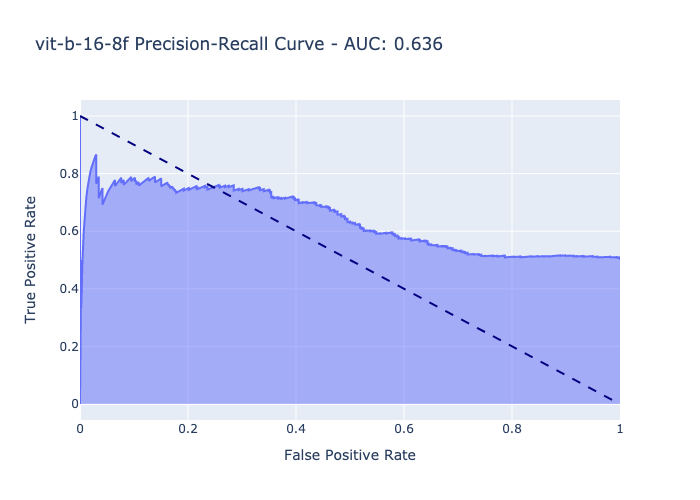 vit-b-16-8f Precision-Recall Curve - AUC: 0.636
1
0.8
0.6
0.4
0.2
0
True Positive Rate
0 0.2 0.4 0.6 0.8 1
False Positive Rate